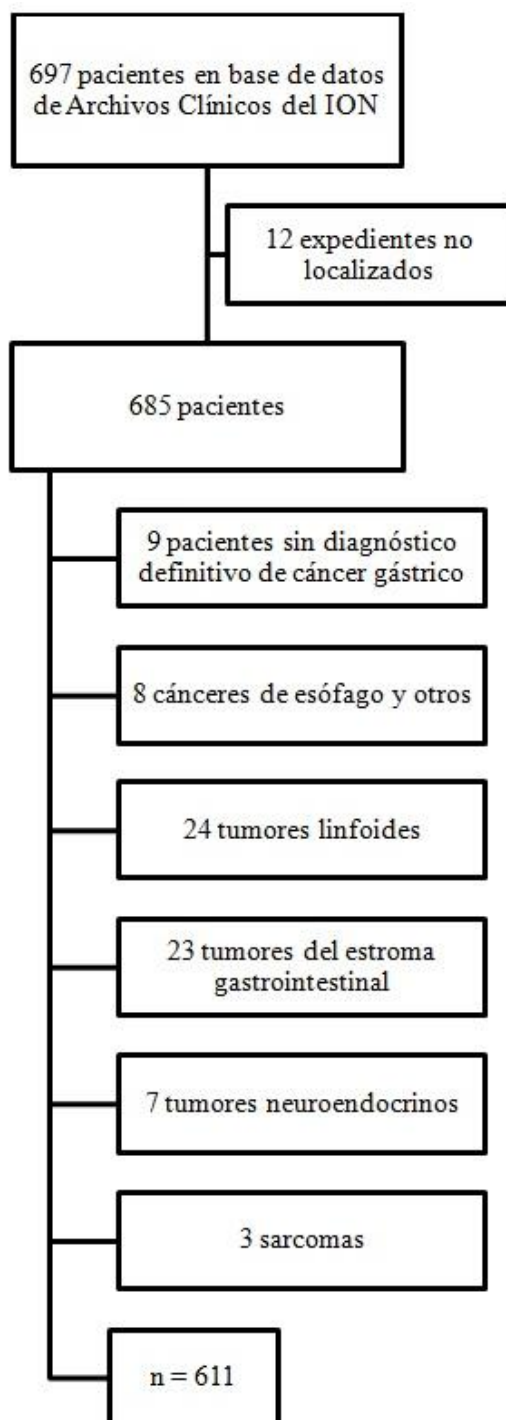 697 pacientes en base de datos
de Archivos Clínicos del ION
12 expedientes no
localizados
685 pacientes
9 pacientes sin diagnóstico
definitivo de cáncer gástrico
8 cánceres de esófago y otros
24 tumores linfoides
23 tumores del estroma
gastrointestinal
7 tumores neuroendocrinos
3 sarcomas
n = 611